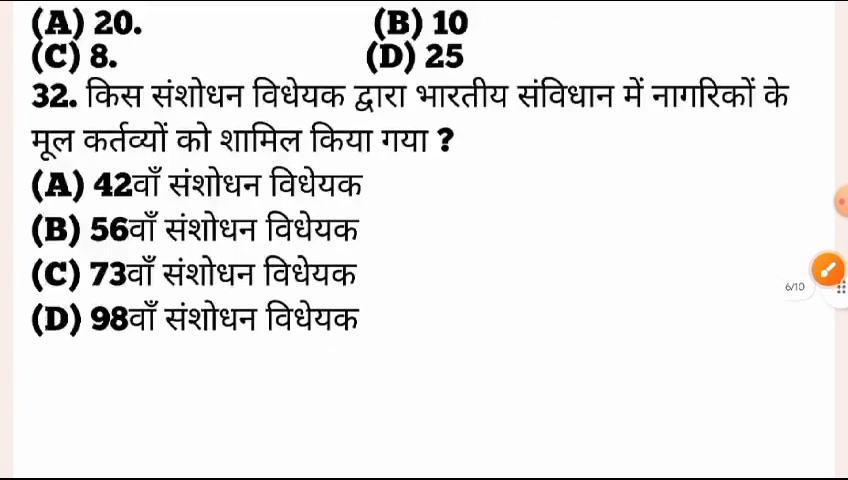 (A) 20. (B) 10
(C) 8. (D) 25
32. किस संशोधन विधेयक द्वारा भारतीय संविधान में नागरिकों के
मूल कर्तव्यों को शामिल किया गया ?
(A) 42वाँ संशोधन विधेयक
(B) 56वाँ संशोधन विधेयक
(C) 73वाँ संशोधन विधेयक
6/10
(D) 98वाँ संशोधन विधेयक